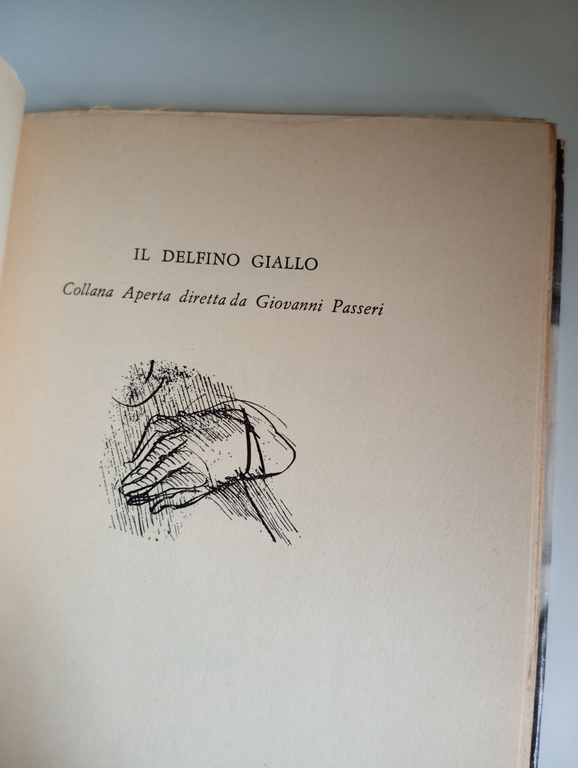 IL DELFINO GIALLO
Collana Aperta diretta da Giovanni Passeri